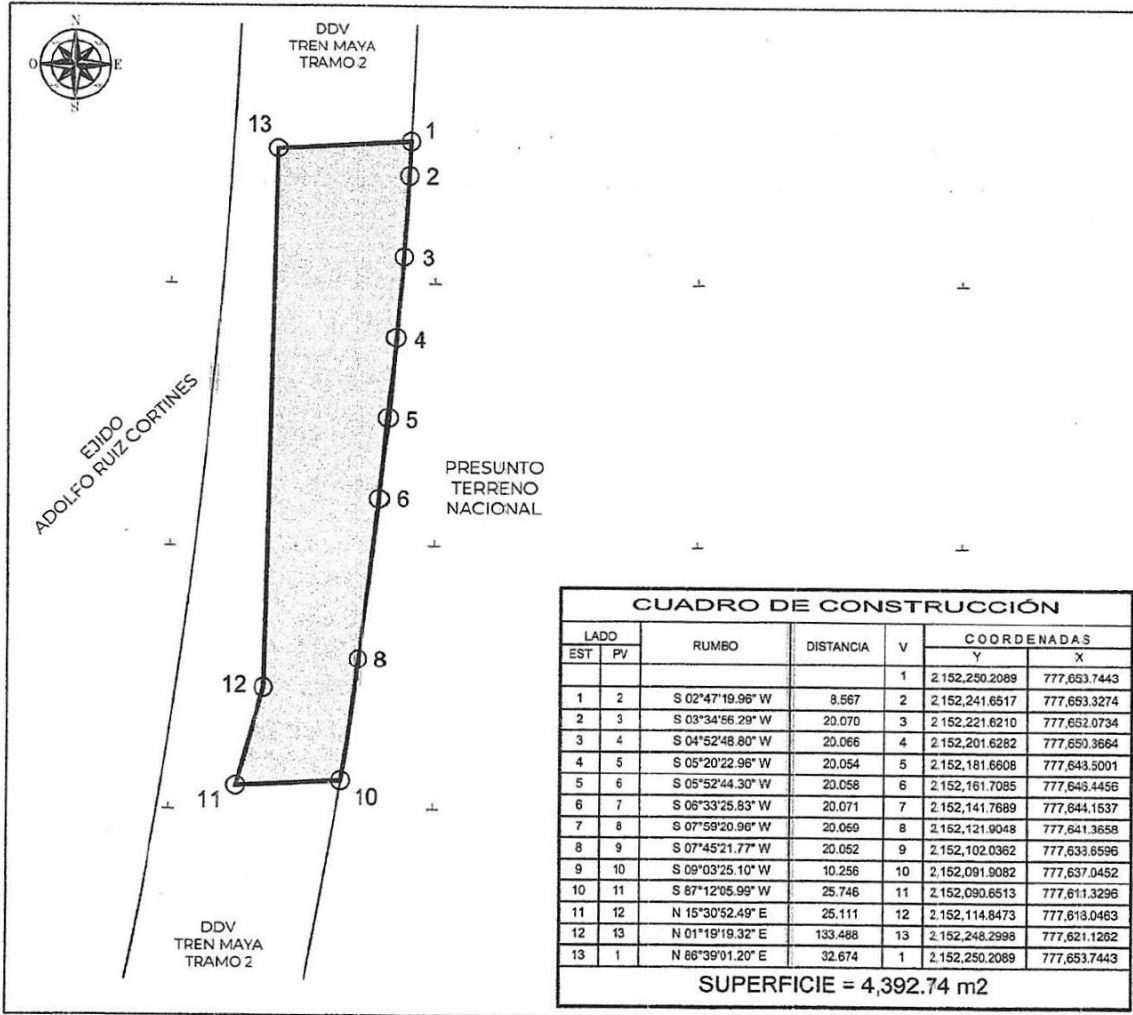 N
O E
S
DDV
TREN MAYA
TRAMO 2
13
1
2
3
4
5
6
8
12
11
10
EJIDO
ADOLFO RUIZ CORTINES
PRESUNTO
TERRENO
NACIONAL
DDV
TREN MAYA
TRAMO 2
CUADRO DE CONSTRUCCIÓN
LADO RUMBO DISTANCIA V COORDENADAS
EST PV Y X
1 2,152,250.2089 777,653.7443
1 2 S 02°47'19.96" W 8.567 2 2,152,241.6517 777,653.3274
2 3 S 03°34'56.29" W 20.070 3 2,152,221.6210 777,652.0734
3 4 S 04°52'48.80" W 20.066 4 2,152,201.6282 777,650.3664
4 5 S 05°20'22.96" W 20.054 5 2,152,181.6608 777,648.5001
5 6 S 05°52'44.30" W 20.058 6 2,152,161.7085 777,646.4456
6 7 S 06°33'25.83" W 20.071 7 2,152,141.7689 777,644.1537
7 8 S 07°59'20.96" W 20.059 8 2,152,121.9048 777,641.3658
8 9 S 07°45'21.77" W 20.052 9 2,152,102.0362 777,638.6596
9 10 S 09°03'25.10" W 10.256 10 2,152,091.9082 777,637.0452
10 11 S 87°12'05.99" W 25.746 11 2,152,090.6513 777,611.3296
11 12 N 15°30'52.49" E 25.111 12 2,152,114.8473 777,618.0463
12 13 N 01°19'19.32" E 133.488 13 2,152,248.2998 777,621.1262
13 1 N 86°39'01.20" E 32.674 1 2,152,250.2089 777,653.7443
SUPERFICIE = 4,392.74 m2